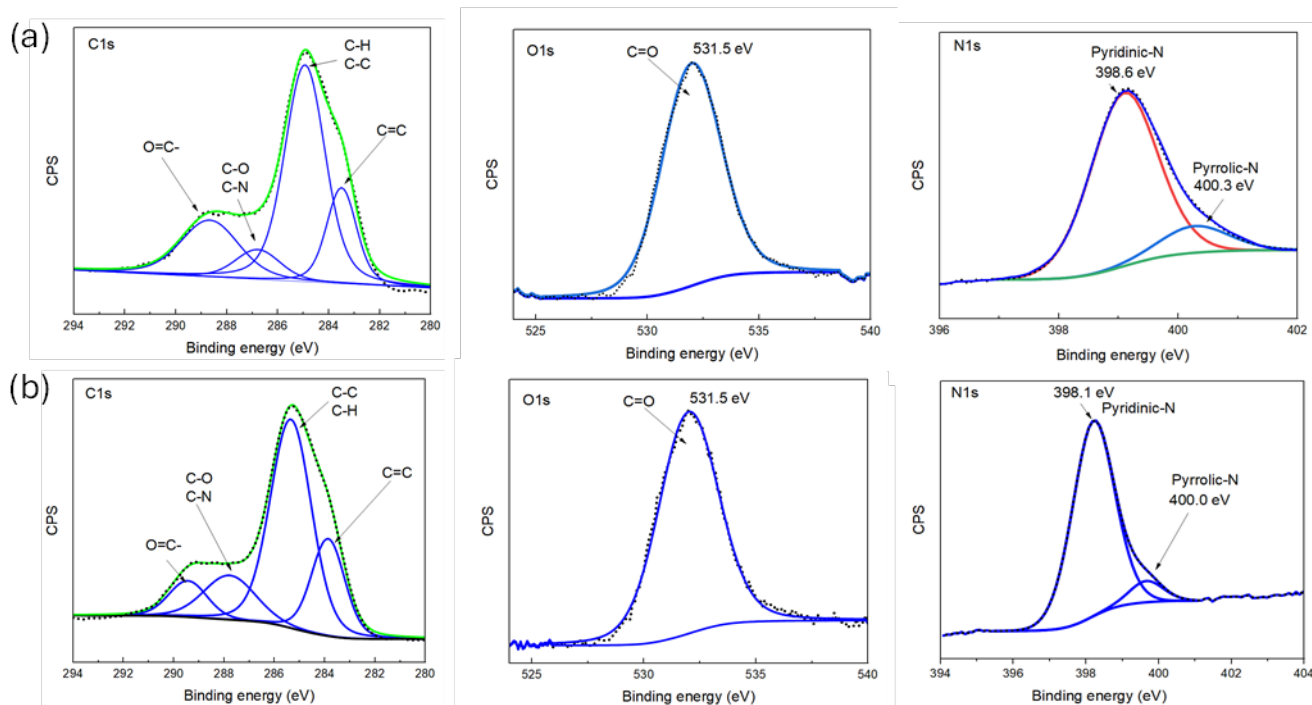 (a)
C1s
C-H
C-C
C=C
O=C-
C-O
C-N
CPS
294 292 290 288 286 284 282 280
Binding energy (eV)
O1s
C=O
531.5 eV
CPS
525 530 535 540
Binding energy (eV)
N1s
Pyridinic-N
398.6 eV
Pyrrolic-N
400.3 eV
CPS
396 398 400 402
Binding energy (eV)
(b)
C1s
C-C
C-H
C=C
C-O
C-N
O=C-
CPS
294 292 290 288 286 284 282 280
Binding energy (eV)
O1s
C=O
531.5 eV
CPS
525 530 535 540
Binding energy (eV)
N1s
398.1 eV
Pyridinic-N
Pyrrolic-N
400.0 eV
CPS
394 396 398 400 402 404
Binding energy (eV)